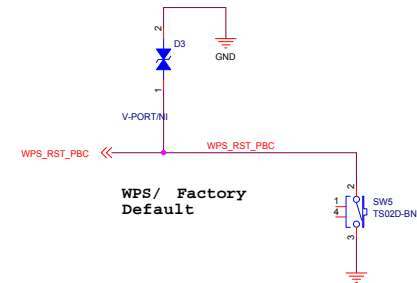 2
D3
GND
1
V-PORT/NI
WPS_RST_PBC
WPS_RST_PBC
WPS/ Factory
Default
2
1
4
SW5
TS02D-BN
3